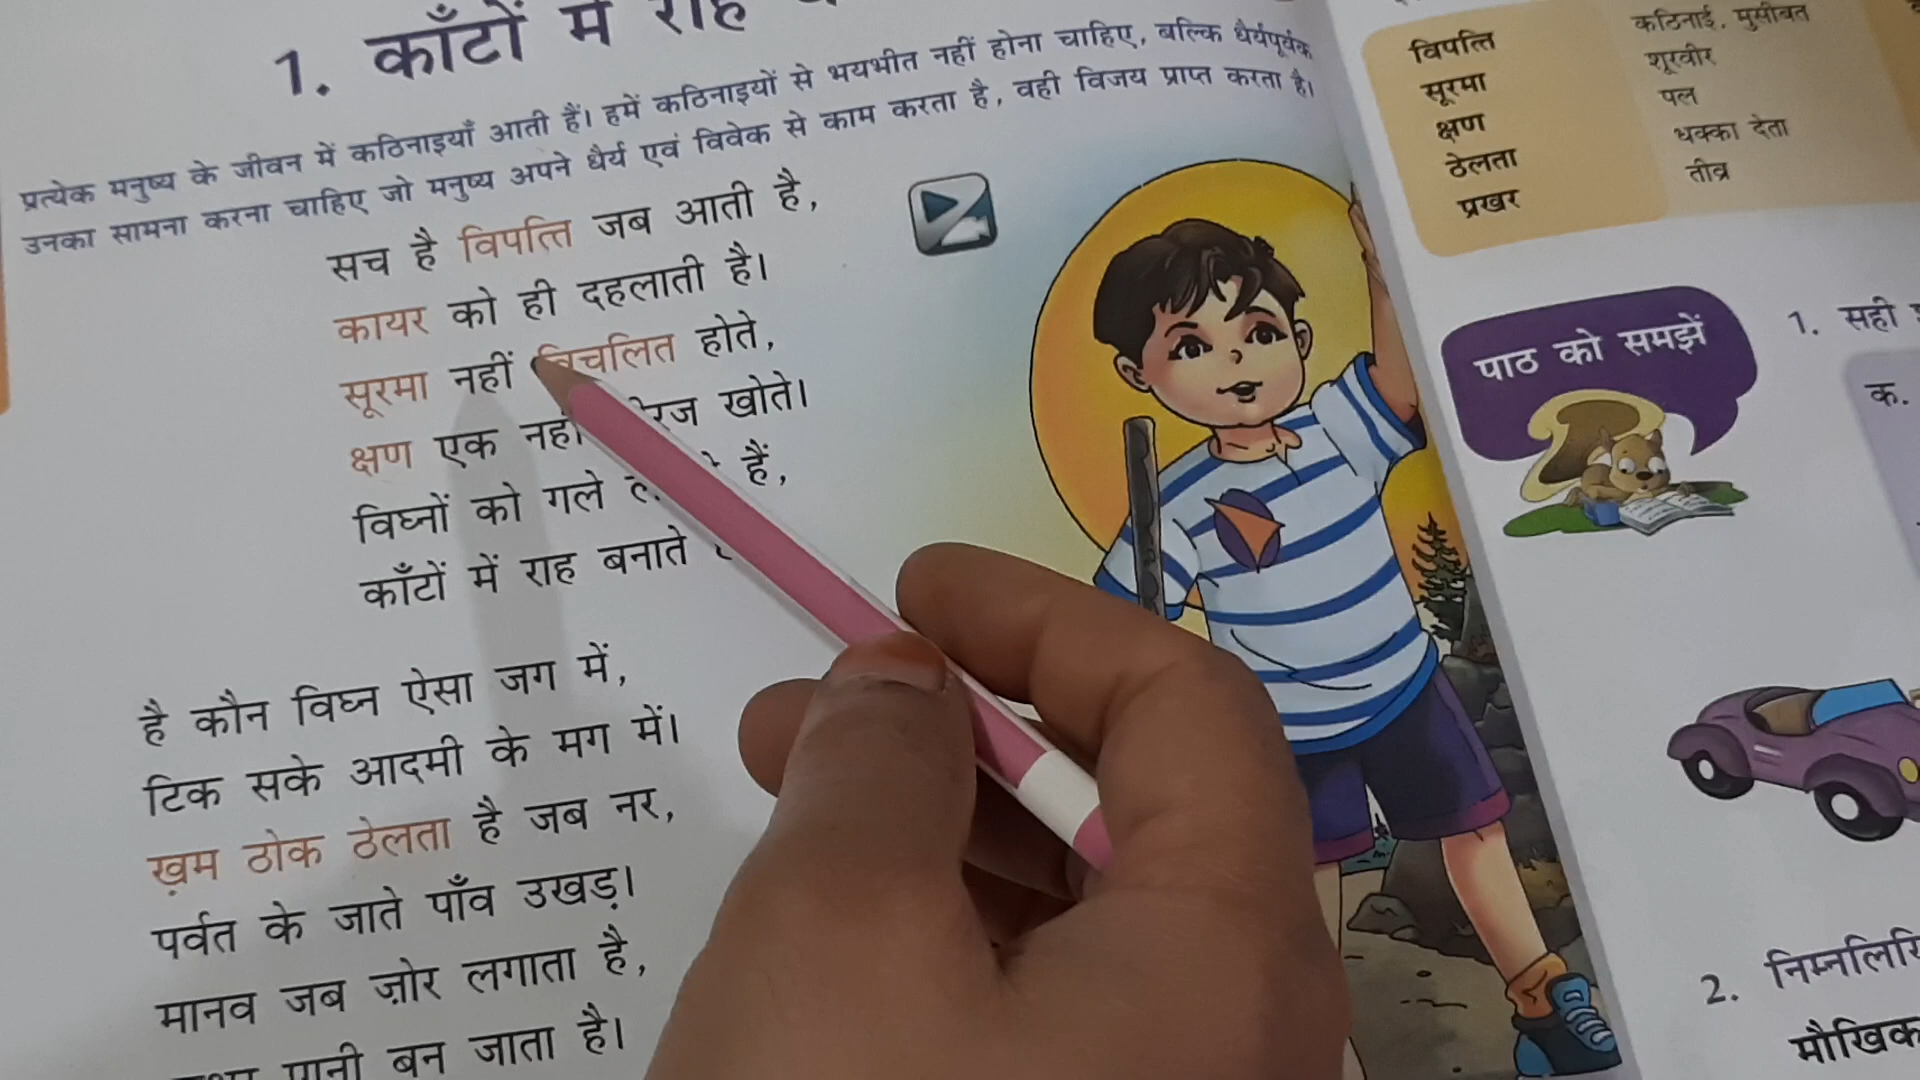 1. काँटों में राह
प्रत्येक मनुष्य के जीवन में कठिनाइयाँ आती हैं। हमें कठिनाइयों से भयभीत नहीं होना चाहिए, बल्कि धैर्यपूर्वक
उनका सामना करना चाहिए जो मनुष्य अपने धैर्य एवं विवेक से काम करता है, वही विजय प्राप्त करता है।
सच है विपत्ति जब आती है,
कायर को ही दहलाती है।
सूरमा नहीं विचलित होते,
क्षण एक नहीं खोते।
विघ्नों को गले हैं,
काँटों में राह बनाते
है कौन विघ्न ऐसा जग में,
टिक सके आदमी के मग में।
ख़म ठोक ठेलता है जब नर,
पर्वत के जाते पाँव उखड़।
मानव जब ज़ोर लगाता है,
पानी बन जाता है।
विपत्ति कठिनाई, मुसीबत
सूरमा शूरवीर
क्षण पल
ठेलता धक्का देता
प्रखर तीव्र
पाठ को समझें
1. सही
क.
2.
मौखिक